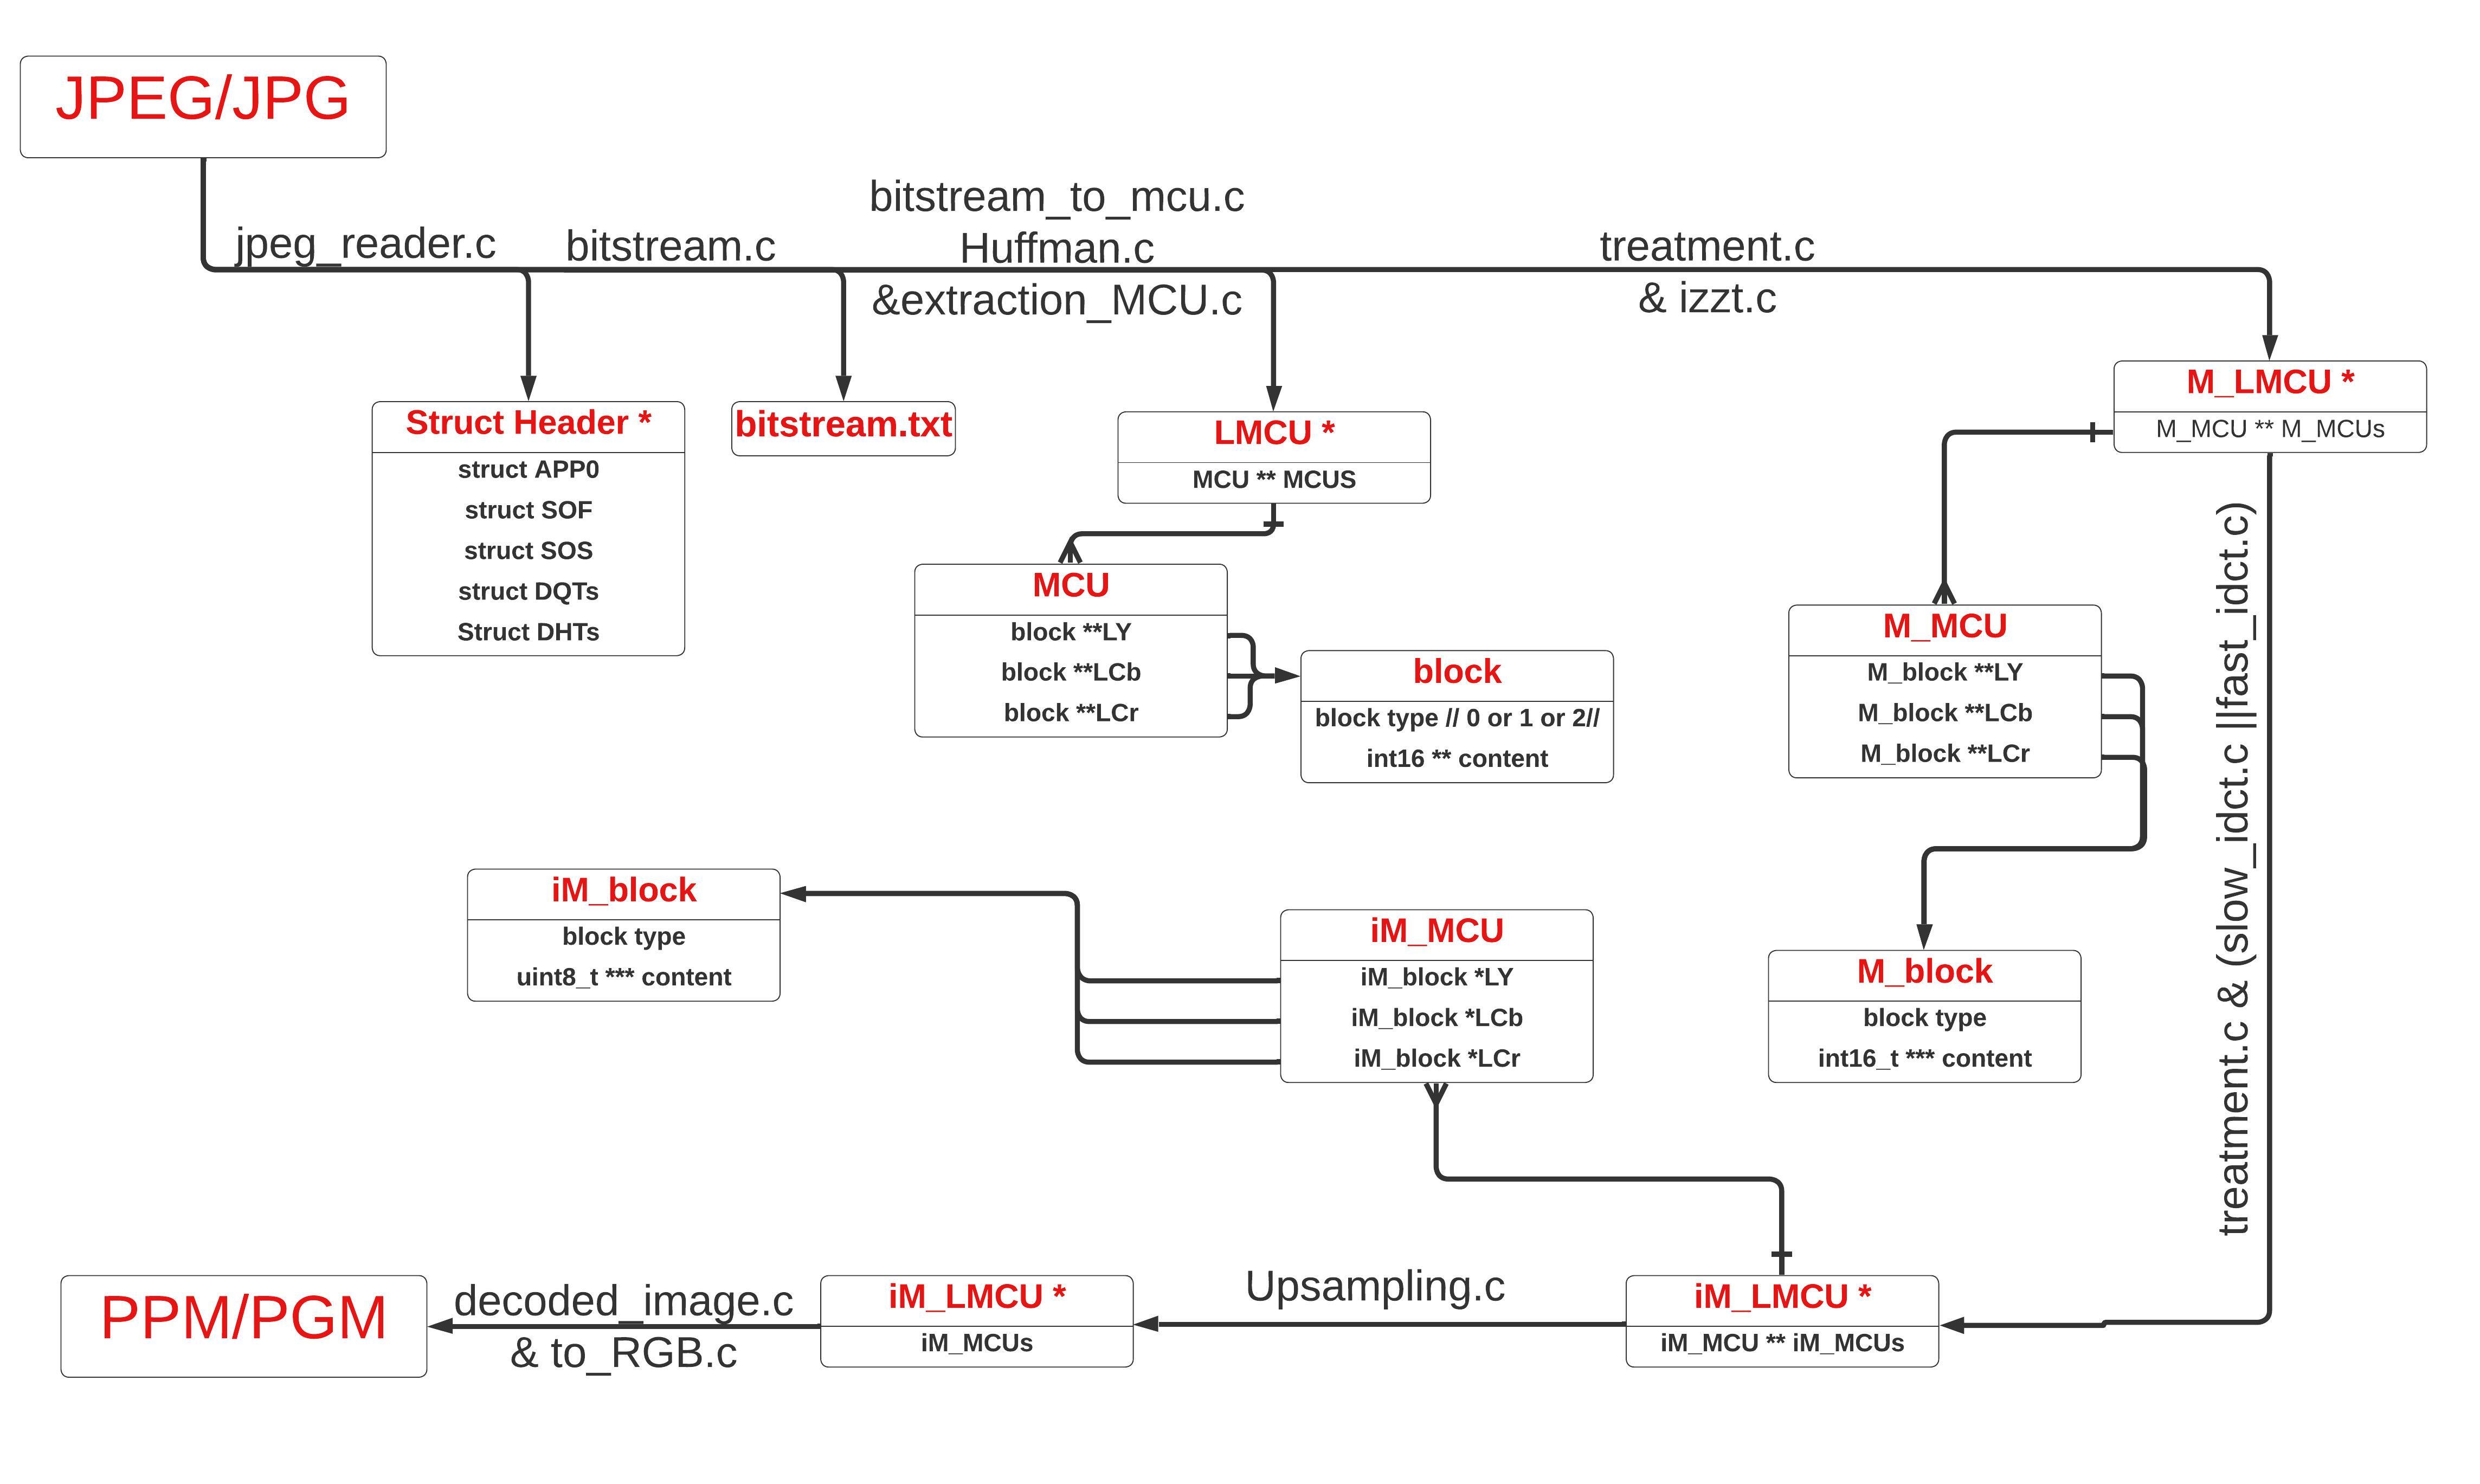 JPEG/JPG
jpeg_reader.c
bitstream.c
bitstream_to_mcu.c
Huffman.c
&extraction_MCU.c
treatment.c
& izzt.c
Struct Header *
struct APP0
struct SOF
struct SOS
struct DQTs
Struct DHTs
bitstream.txt
LMCU *
MCU ** MCUS
M_LMCU *
M_MCU ** M_MCUs
MCU
block **LY
block **LCb
block **LCr
block
block type // 0 or 1 or 2//
int16 ** content
M_MCU
M_block **LY
M_block **LCb
M_block **LCr
treatment.c & (slow_idct.c ||fast_idct.c)
iM_block
block type
uint8_t *** content
iM_MCU
iM_block *LY
iM_block *LCb
iM_block *LCr
M_block
block type
int16_t *** content
PPM/PGM
decoded_image.c
& to_RGB.c
iM_LMCU *
iM_MCUs
Upsampling.c
iM_LMCU *
iM_MCU ** iM_MCUs